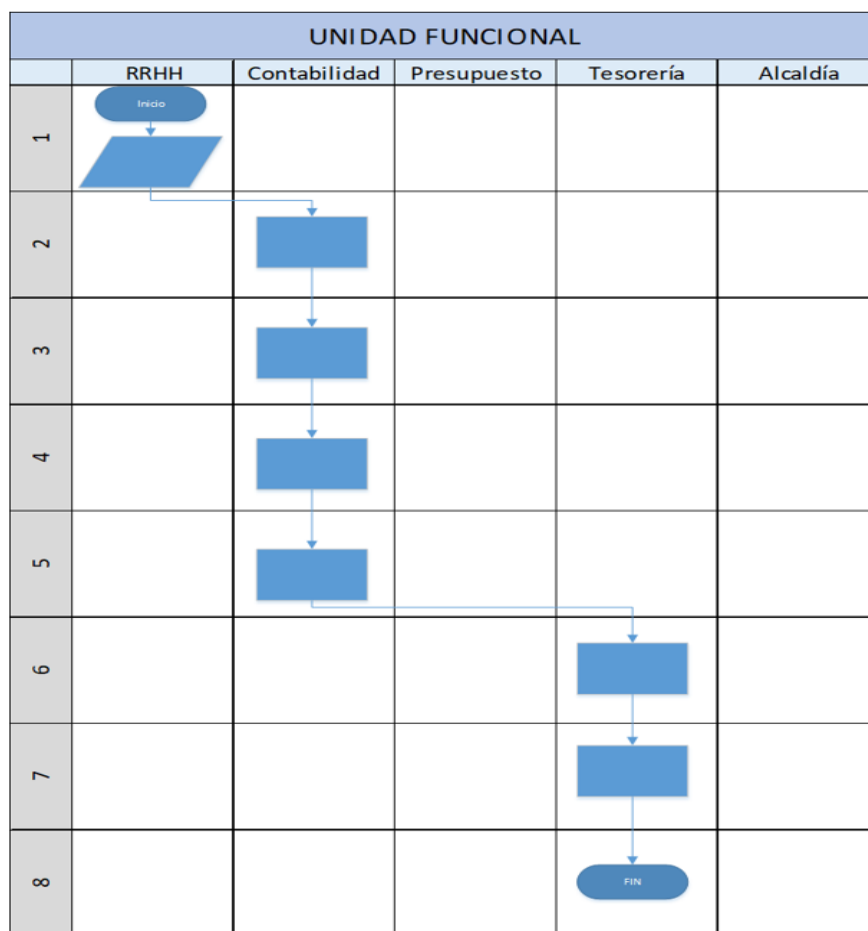 UNIDAD FUNCIONAL
RRHH Contabilidad Presupuesto Tesorería Alcaldía
Inicio
1
2
3
4
5
6
7
8
FIN